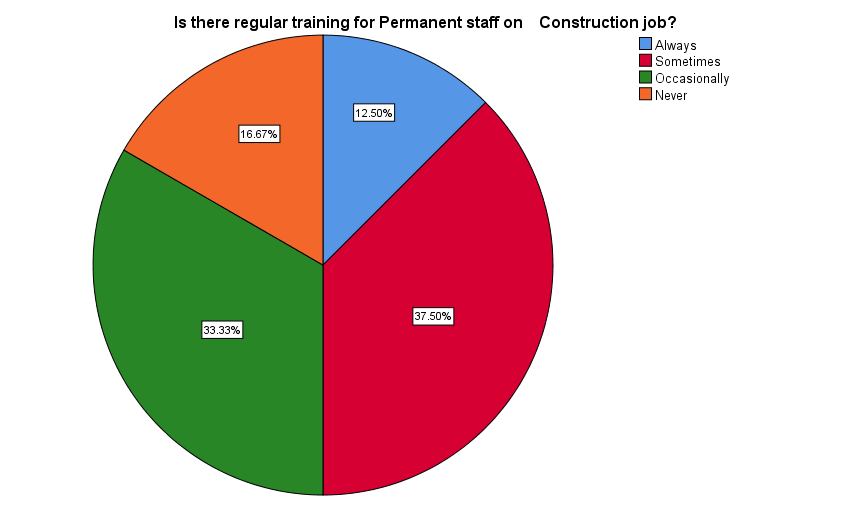 Is there regular training for Permanent staff on    Construction job?
Always
Sometimes
Occasionally
Never
12.50%
16.67%
37.50%
33.33%